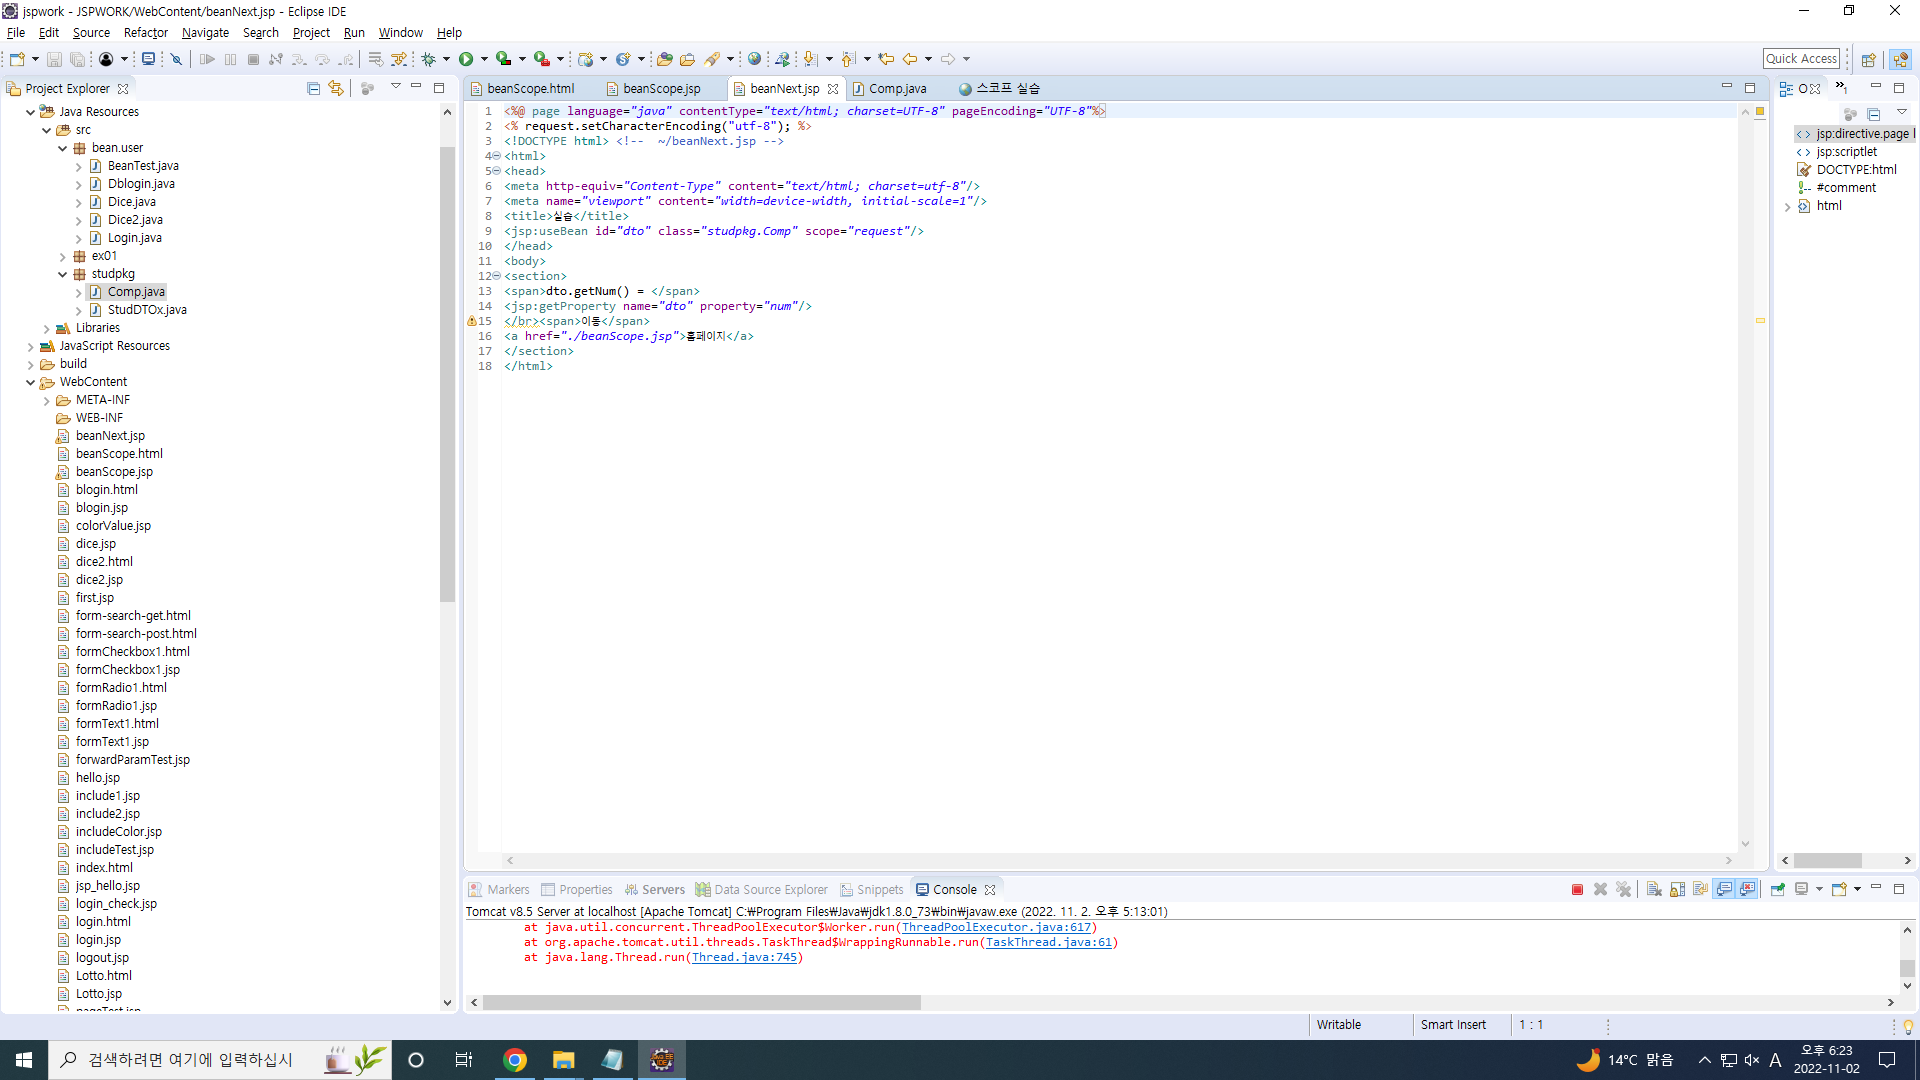 jspwork - JSPWORK/WebContent/beanNext.jsp - Eclipse IDE
File Edit Source Refactor Navigate Search Project Run Window Help
Quick Access
Project Explorer
Java Resources
src
bean.user
BeanTest.java
Dblogin.java
Dice.java
Dice2.java
Login.java
ex01
studpkg
Comp.java
StudDTOx.java
Libraries
JavaScript Resources
build
WebContent
META-INF
WEB-INF
beanNext.jsp
beanScope.html
beanScope.jsp
blogin.html
blogin.jsp
colorValue.jsp
dice.jsp
dice2.html
dice2.jsp
first.jsp
form-search-get.html
form-search-post.html
formCheckbox1.html
formCheckbox1.jsp
formRadio1.html
formRadio1.jsp
formText1.html
formText1.jsp
forwardParamTest.jsp
hello.jsp
include1.jsp
include2.jsp
includeColor.jsp
includeTest.jsp
index.html
jsp_hello.jsp
login_check.jsp
login.html
login.jsp
logout.jsp
Lotto.html
Lotto.jsp
pageTest.jsp
beanScope.html beanScope.jsp beanNext.jsp Comp.java 스코프 실습
1 <%@ page language="java" contentType="text/html; charset=UTF-8" pageEncoding="UTF-8"%>
2 <% request.setCharacterEncoding("utf-8"); %>
3 <!DOCTYPE html> <!--  ~/beanNext.jsp -->
4 <html>
5 <head>
6 <meta http-equiv="Content-Type" content="text/html; charset=utf-8"/>
7 <meta name="viewport" content="width=device-width, initial-scale=1"/>
8 <title>실습</title>
9 <jsp:useBean id="dto" class="studpkg.Comp" scope="request"/>
10 </head>
11 <body>
12 <section>
13 <span>dto.getNum() = </span>
14 <jsp:getProperty name="dto" property="num"/>
15 </br><span>이동</span>
16 <a href="./beanScope.jsp">홈페이지</a>
17 </section>
18 </html>
O
1
jsp:directive.page l
jsp:scriptlet
DOCTYPE:html
#comment
html
Markers Properties Servers Data Source Explorer Snippets Console
Tomcat v8.5 Server at localhost [Apache Tomcat] C:₩Program Files₩Java₩jdk1.8.0_73₩bin₩javaw.exe (2022. 11. 2. 오후 5:13:01)
at java.util.concurrent.ThreadPoolExecutor$Worker.run(ThreadPoolExecutor.java:617)
at org.apache.tomcat.util.threads.TaskThread$WrappingRunnable.run(TaskThread.java:61)
at java.lang.Thread.run(Thread.java:745)
Writable Smart Insert 1 : 1
검색하려면 여기에 입력하십시
14°C 맑음
A
오후 6:23
2022-11-02